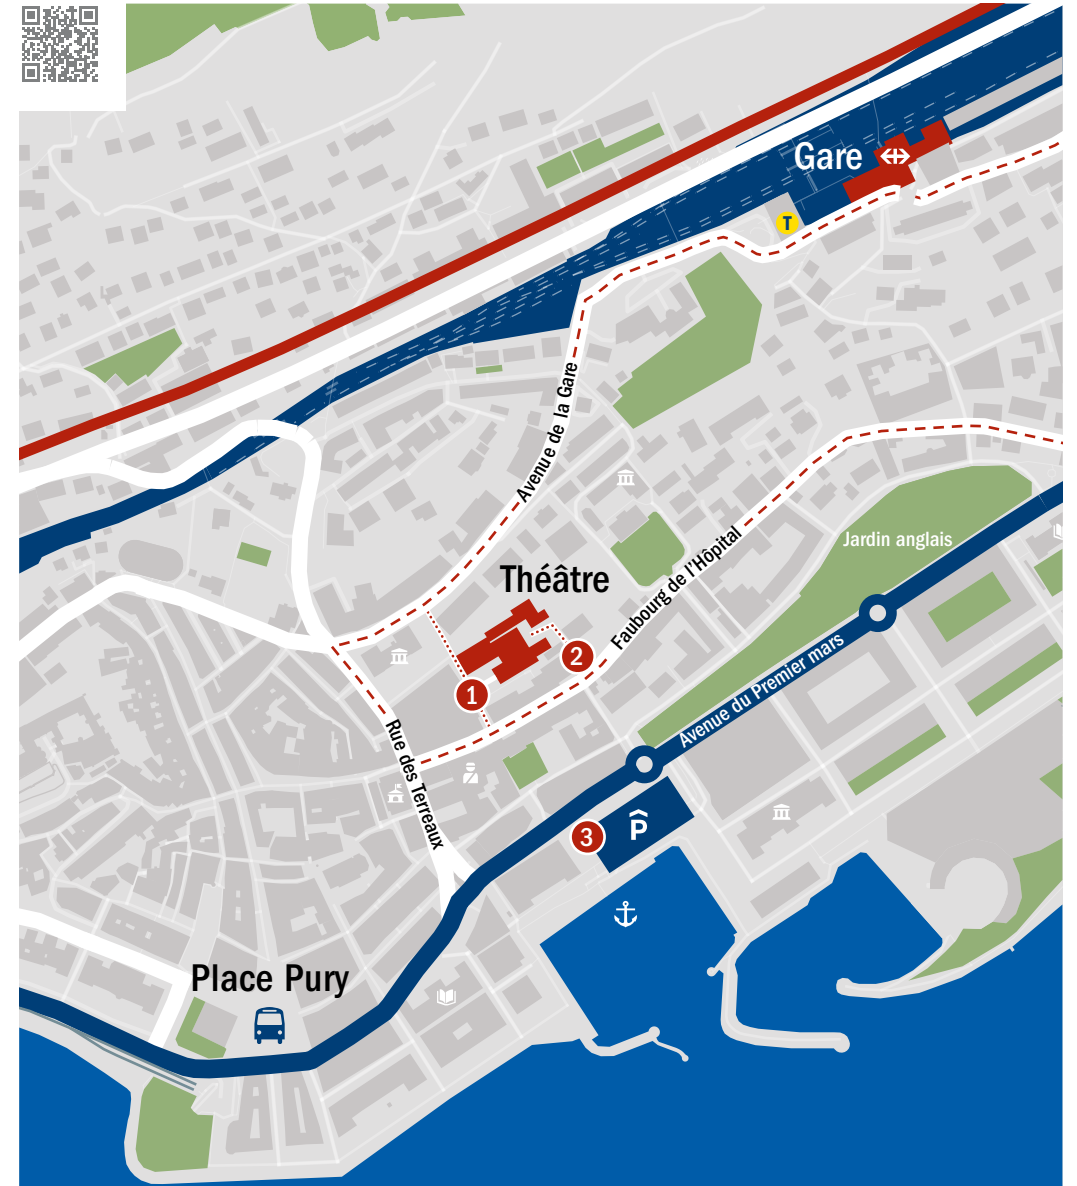 Gare
T
Avenue de la Gare
Jardin anglais
Théâtre
Faubourg de l'Hôpital
2
1
Avenue du Premier mars
Rue des Terreaux
3
P
Place Pury